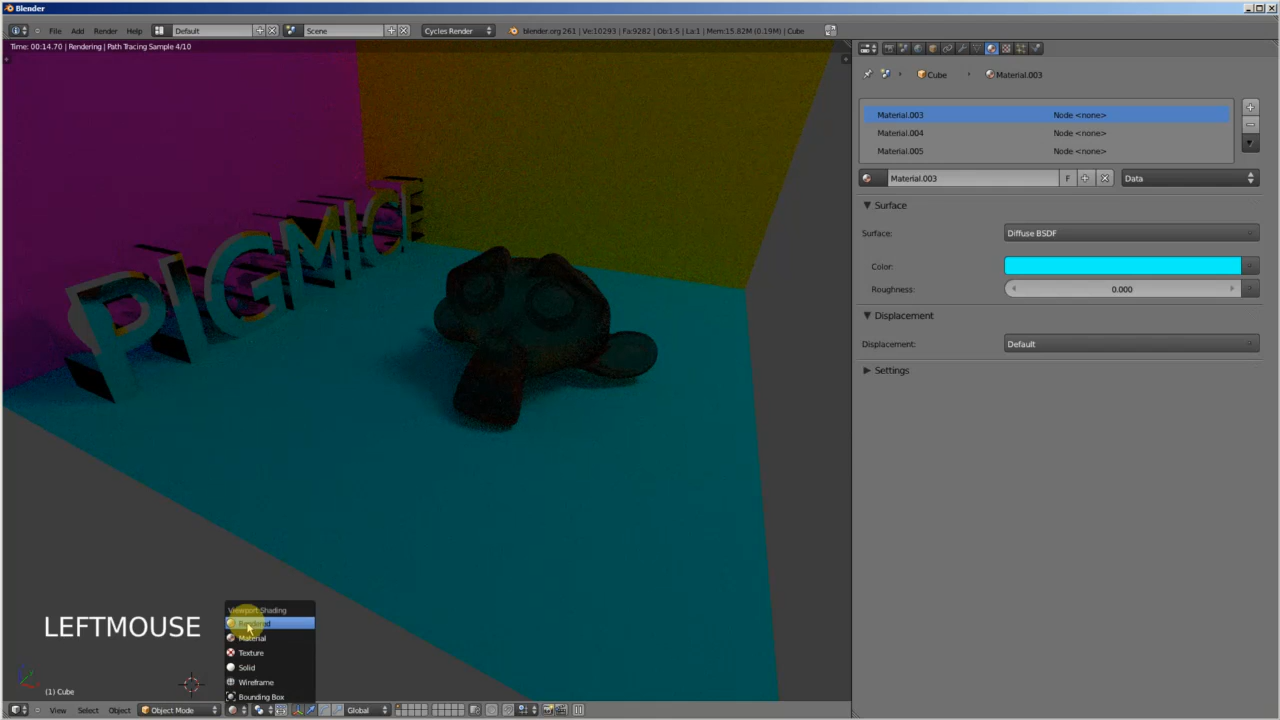 Blender
File Add Render Help Default Scene Cycles Render blender.org 261 | Ve:10293 | Fa:9282 | Ob:1-5 | La:1 | Mem:15.82M (0.19M) | Cube
Time: 00:14.70 | Rendering | Path Tracing Sample 4/10
Cube Material.003
Material.003 Node <none>
Material.004 Node <none>
Material.005 Node <none>
Material.003 F Data
Surface
Surface: Diffuse BSDF
Color:
Roughness: 0.000
Displacement
Displacement: Default
Settings
PIGMICE
LEFTMOUSE
Viewport Shading
Rendered
Material
Texture
Solid
Wireframe
Bounding Box
(1) Cube
View Select Object Object Mode Global